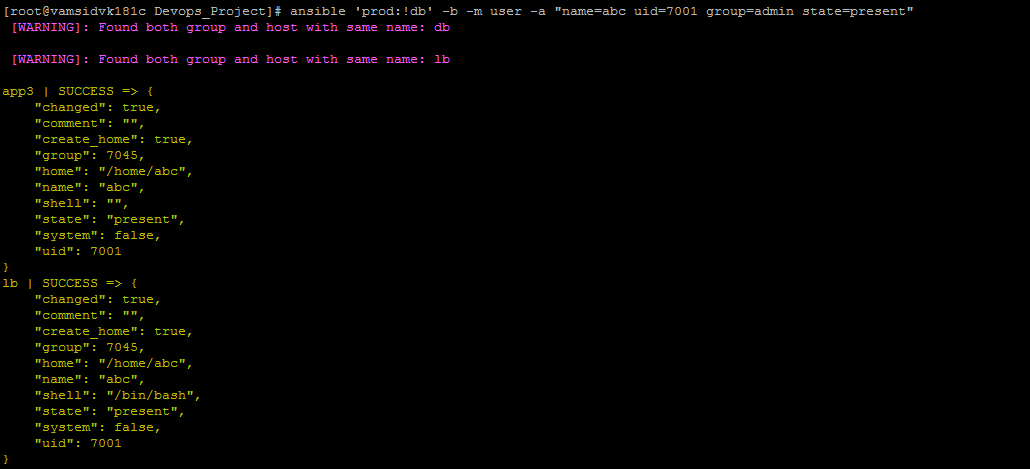 [root@vamsidvk181c Devops_Project]# ansible 'prod:!db' -b -m user -a "name=abc uid=7001 group=admin state=present"
 [WARNING]: Found both group and host with same name: db
 [WARNING]: Found both group and host with same name: lb
app3 | SUCCESS => {
    "changed": true,
    "comment": "",
    "create_home": true,
    "group": 7045,
    "home": "/home/abc",
    "name": "abc",
    "shell": "",
    "state": "present",
    "system": false,
    "uid": 7001
}
lb | SUCCESS => {
    "changed": true,
    "comment": "",
    "create_home": true,
    "group": 7045,
    "home": "/home/abc",
    "name": "abc",
    "shell": "/bin/bash",
    "state": "present",
    "system": false,
    "uid": 7001
}